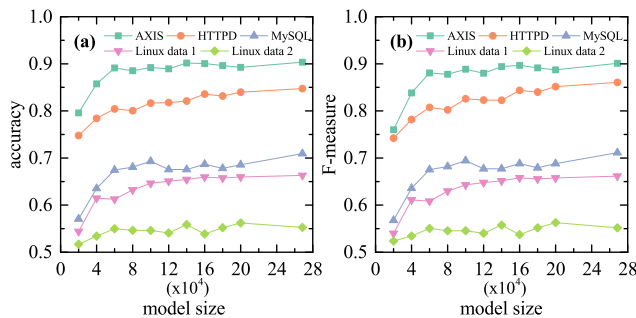 (a) AXIS HTTPD MySQL
Linux data 1 Linux data 2
accuracy
1.0
0.9
0.8
0.7
0.6
0.5
0 4 8 12 16 20 24 28
(x10⁴)
model size
(b) AXIS HTTPD MySQL
Linux data 1 Linux data 2
F-measure
1.0
0.9
0.8
0.7
0.6
0.5
0 4 8 12 16 20 24 28
(x10⁴)
model size